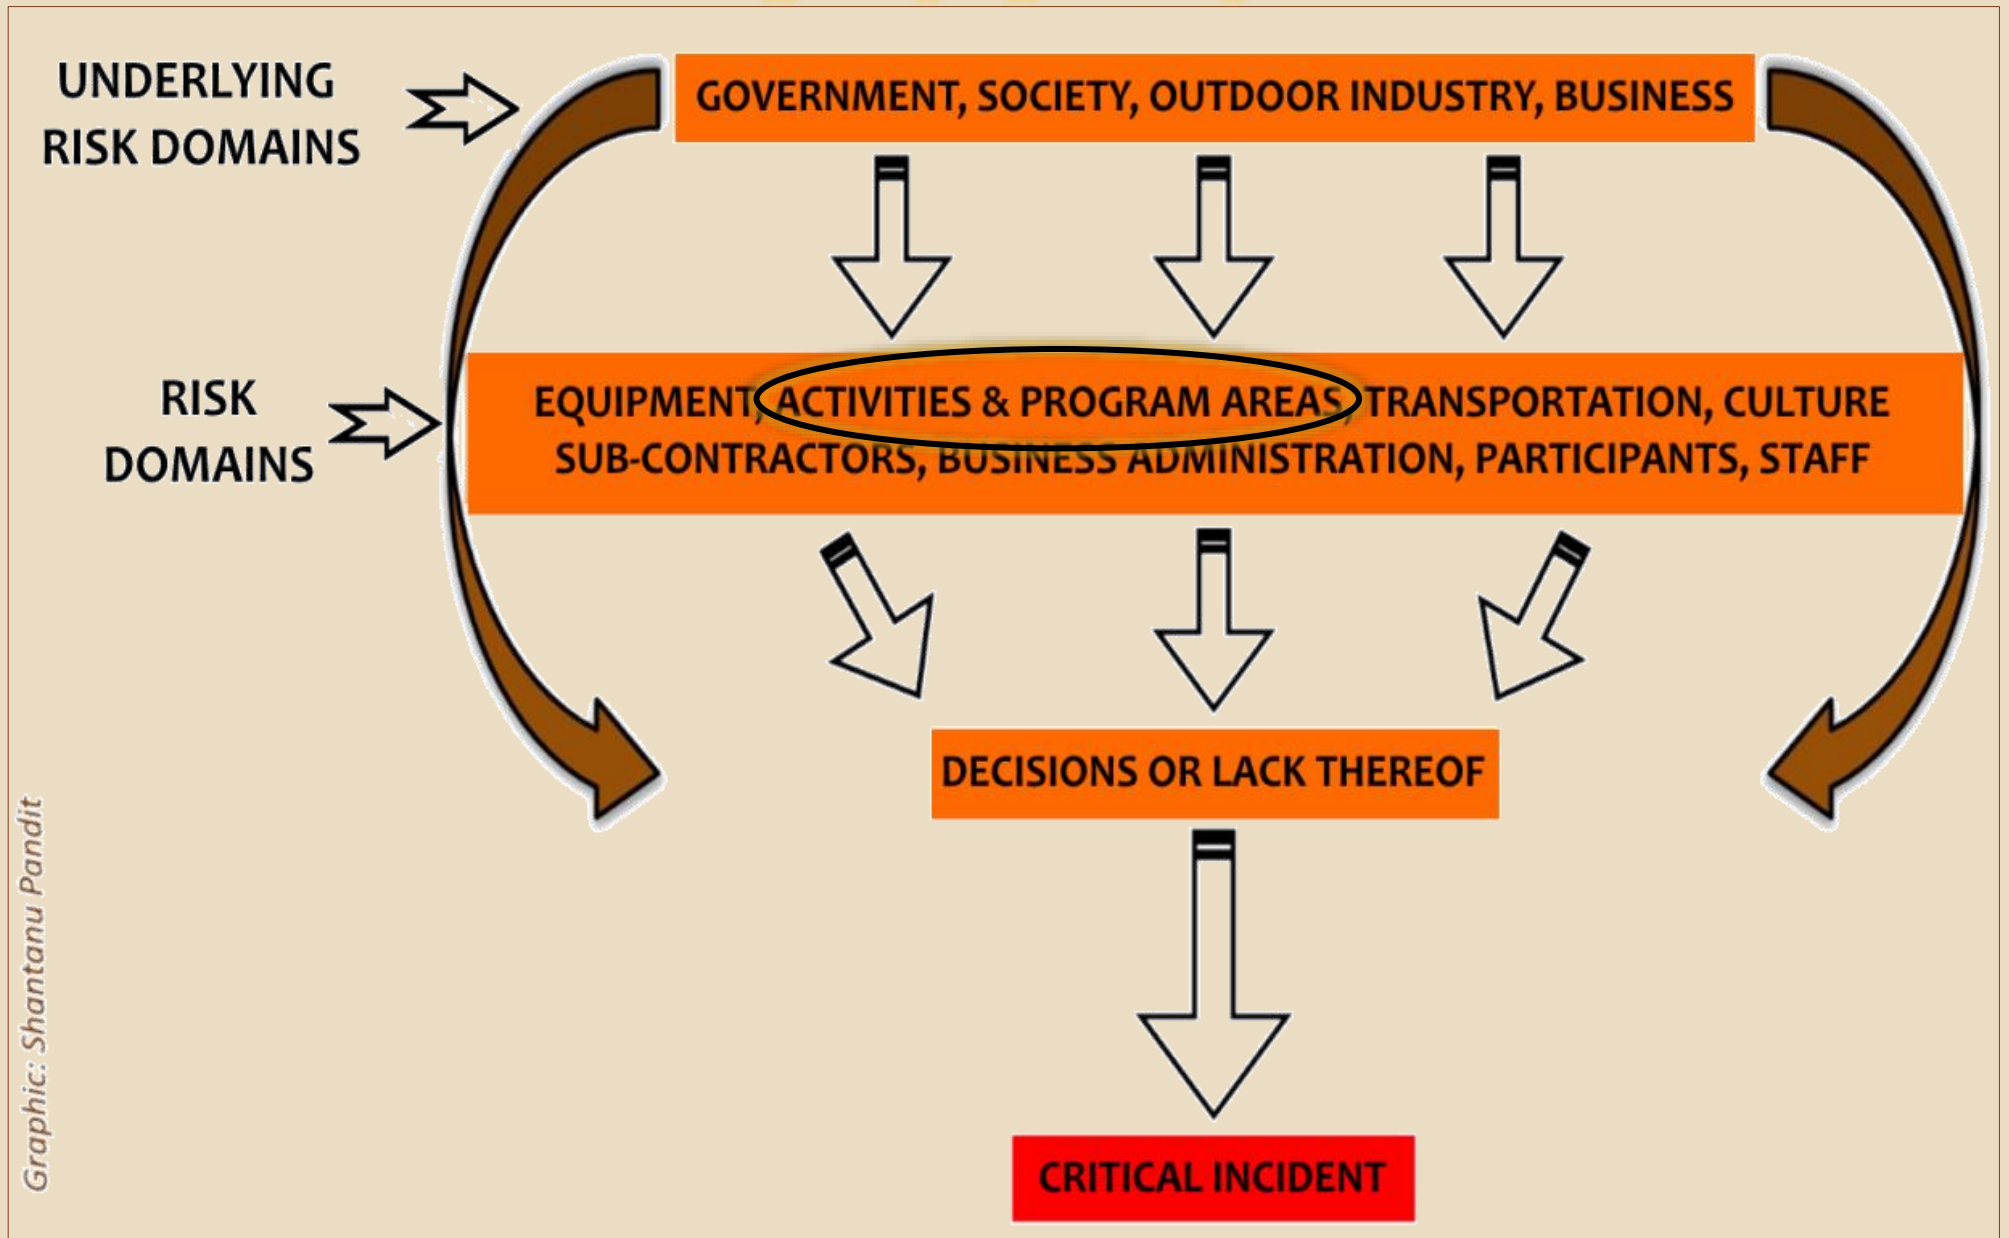 UNDERLYING
RISK DOMAINS
GOVERNMENT, SOCIETY, OUTDOOR INDUSTRY, BUSINESS
RISK
DOMAINS
EQUIPMENT, ACTIVITIES & PROGRAM AREAS, TRANSPORTATION, CULTURE
SUB-CONTRACTORS, BUSINESS ADMINISTRATION, PARTICIPANTS, STAFF
DECISIONS OR LACK THEREOF
CRITICAL INCIDENT
Graphic: Shantanu Pandit